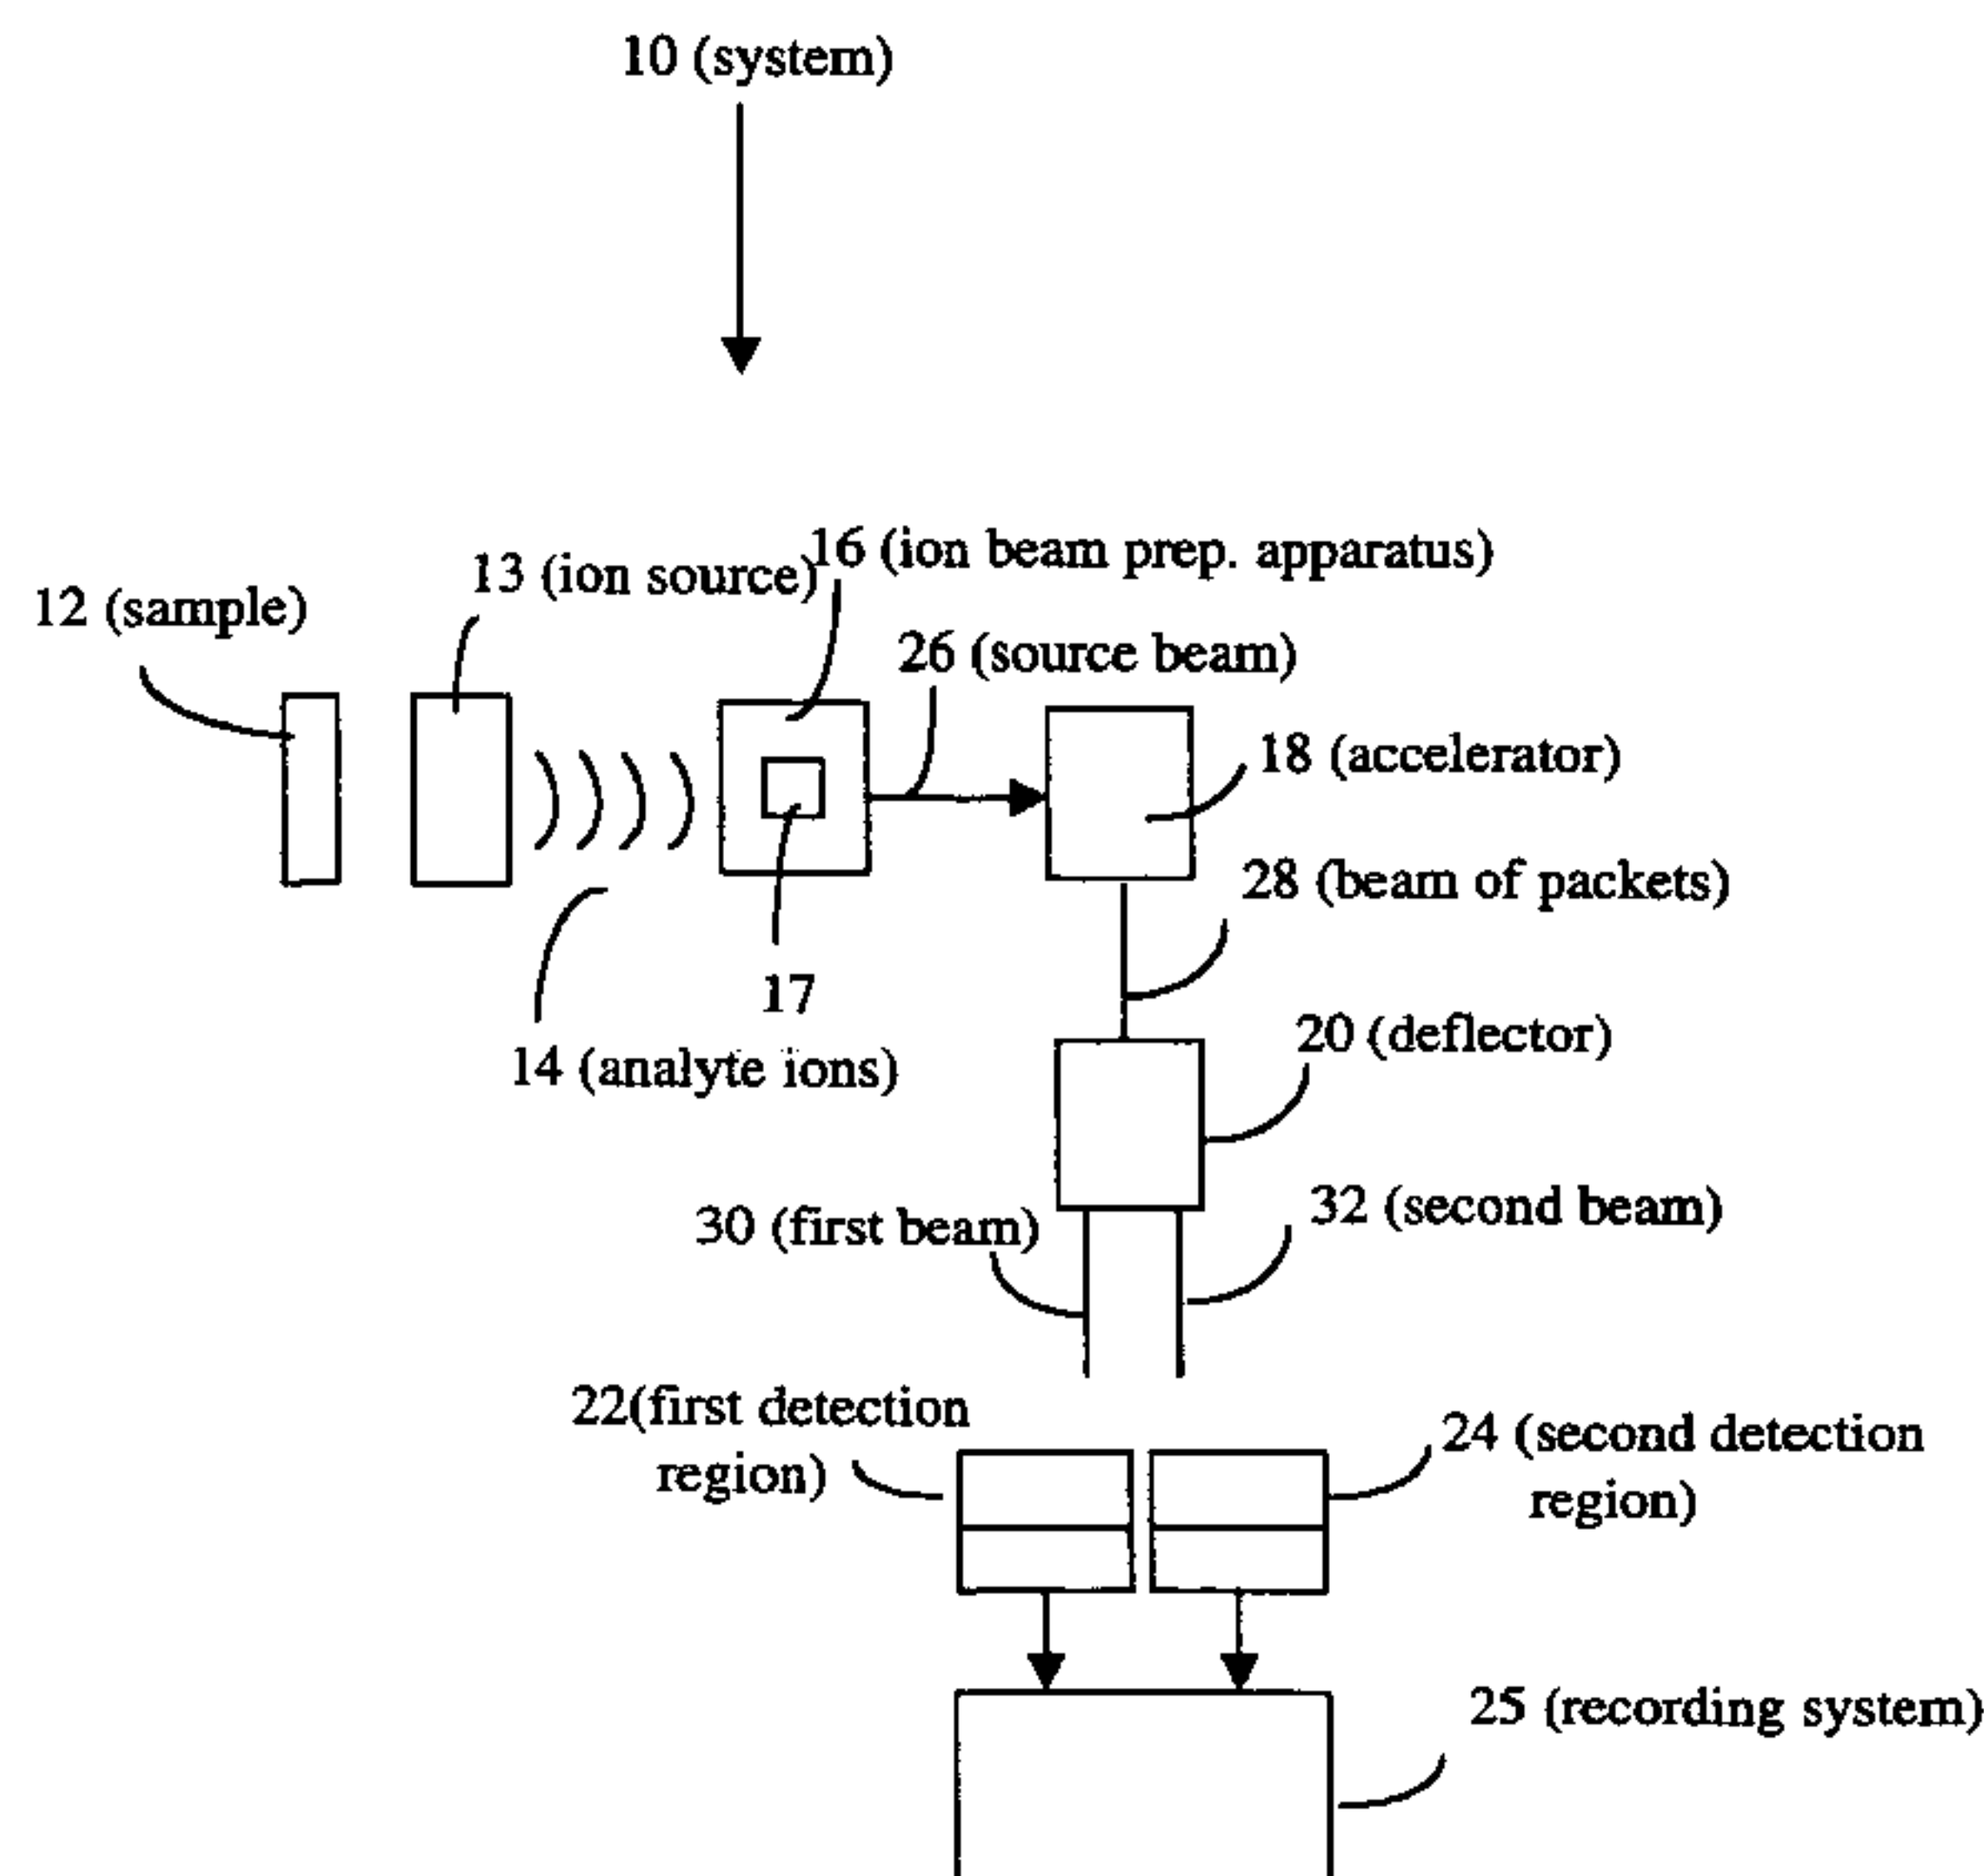 10 (system)
16 (ion beam prep. apparatus)
13 (ion source)
12 (sample)
26 (source beam)
18 (accelerator)
28 (beam of packets)
17
20 (deflector)
14 (analyte ions)
32 (second beam)
30 (first beam)
22(first detection
region)
24 (second detection
region)
25 (recording system)